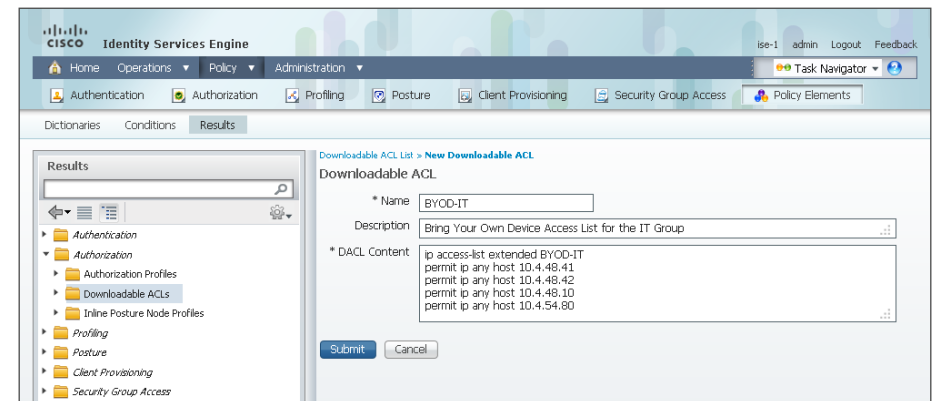 CISCO Identity Services Engine
ise-1 admin Logout Feedback
Home Operations ▼ Policy ▼ Administration ▼
Task Navigator ▼
Authentication Authorization Profiling Posture Client Provisioning Security Group Access Policy Elements
Dictionaries Conditions Results
Results
Authentication
Authorization
Authorization Profiles
Downloadable ACLs
Inline Posture Node Profiles
Profiling
Posture
Client Provisioning
Security Group Access
Downloadable ACL List > New Downloadable ACL
Downloadable ACL
* Name BYOD-IT
Description Bring Your Own Device Access List for the IT Group
* DACL Content ip access-list extended BYOD-IT
permit ip any host 10.4.48.41
permit ip any host 10.4.48.42
permit ip any host 10.4.48.10
permit ip any host 10.4.54.80
Submit Cancel